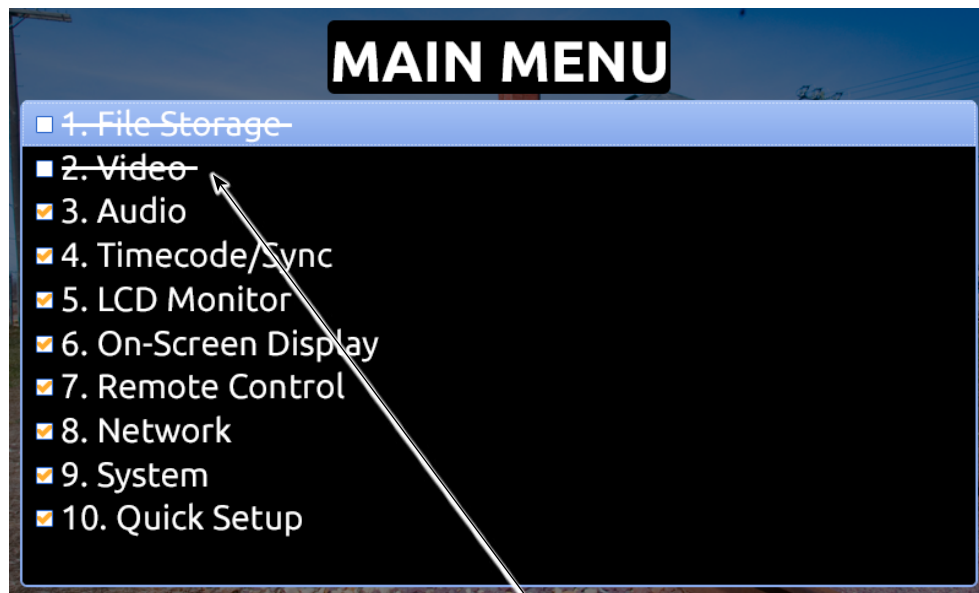 MAIN MENU
1. File Storage
2. Video
3. Audio
4. Timecode/Sync
5. LCD Monitor
6. On-Screen Display
7. Remote Control
8. Network
9. System
10. Quick Setup